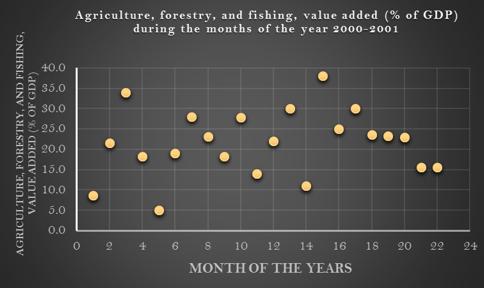 Agriculture, forestry, and fishing, value added (% of GDP)
during the months of the year 2000-2001
AGRICULTURE, FORESTRY, AND FISHING,
VALUE ADDED (% OF GDP)
40.0
35.0
30.0
25.0
20.0
15.0
10.0
5.0
0.0
0 2 4 6 8 10 12 14 16 18 20 22 24
MONTH OF THE YEARS